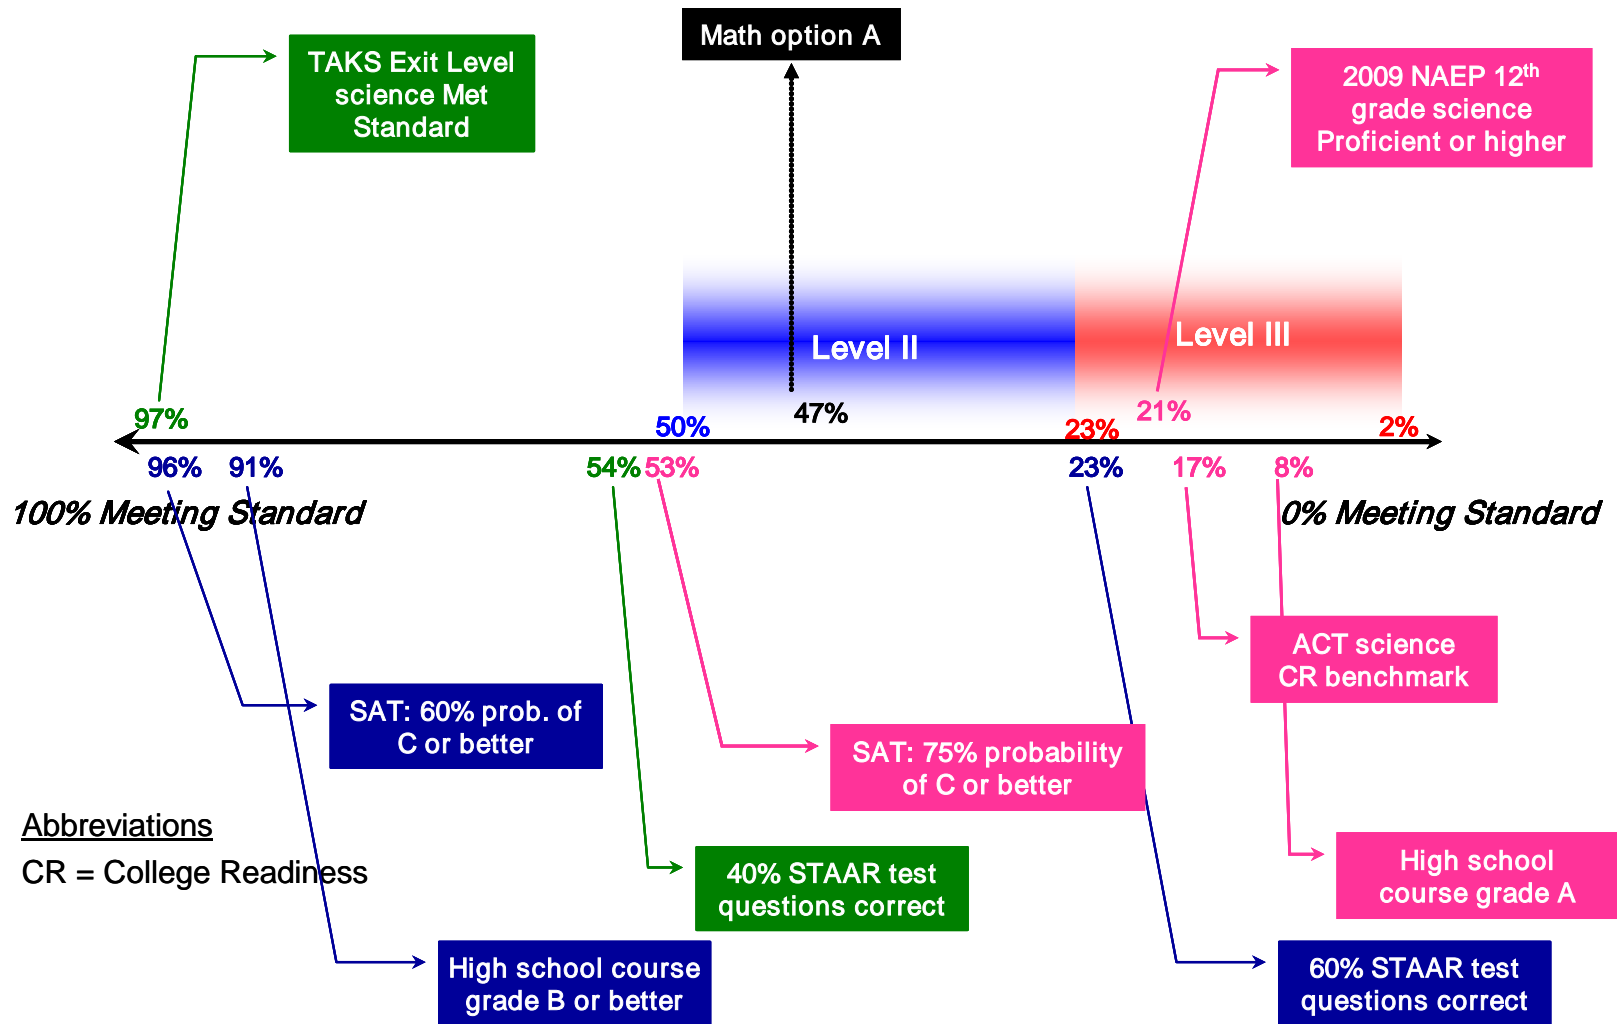 Math option A
TAKS Exit Level
science Met
Standard
2009 NAEP 12th
grade science
Proficient or higher
Level II
Level III
97%
50%
47%
23%
21%
2%
96%
91%
54%
53%
23%
17%
8%
100% Meeting Standard
0% Meeting Standard
SAT: 60% prob. of
C or better
SAT: 75% probability
of C or better
ACT science
CR benchmark
Abbreviations
CR = College Readiness
40% STAAR test
questions correct
High school
course grade A
High school course
grade B or better
60% STAAR test
questions correct